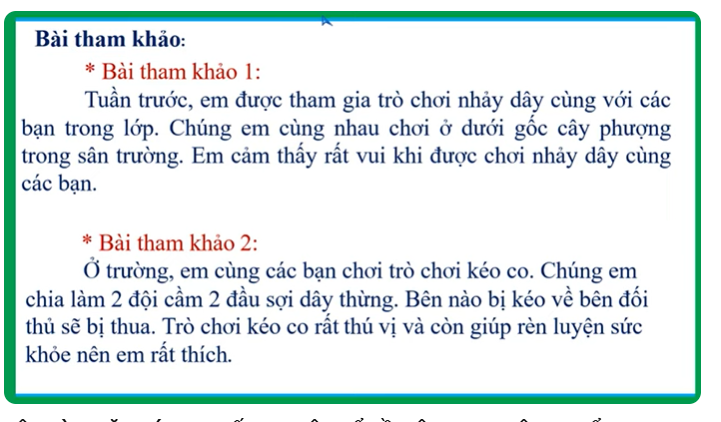 Bài tham khảo:
* Bài tham khảo 1:
Tuần trước, em được tham gia trò chơi nhảy dây cùng với các
bạn trong lớp. Chúng em cùng nhau chơi ở dưới gốc cây phượng
trong sân trường. Em cảm thấy rất vui khi được chơi nhảy dây cùng
các bạn.
* Bài tham khảo 2:
Ở trường, em cùng các bạn chơi trò chơi kéo co. Chúng em
chia làm 2 đội cầm 2 đầu sợi dây thừng. Bên nào bị kéo về bên đối
thủ sẽ bị thua. Trò chơi kéo co rất thú vị và còn giúp rèn luyện sức
khỏe nên em rất thích.